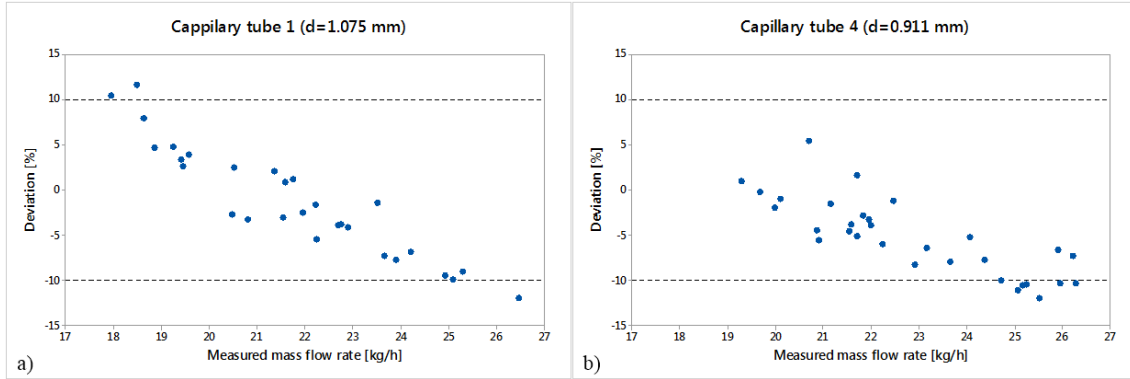 Cappilary tube 1 (d=1.075 mm)
15
10
5
0
-5
-10
-15
Deviation [%]
17 18 19 20 21 22 23 24 25 26 27
Measured mass flow rate [kg/h]
a)
Capillary tube 4 (d=0.911 mm)
15
10
5
0
-5
-10
-15
Deviation [%]
17 18 19 20 21 22 23 24 25 26 27
Measured mass flow rate [kg/h]
b)